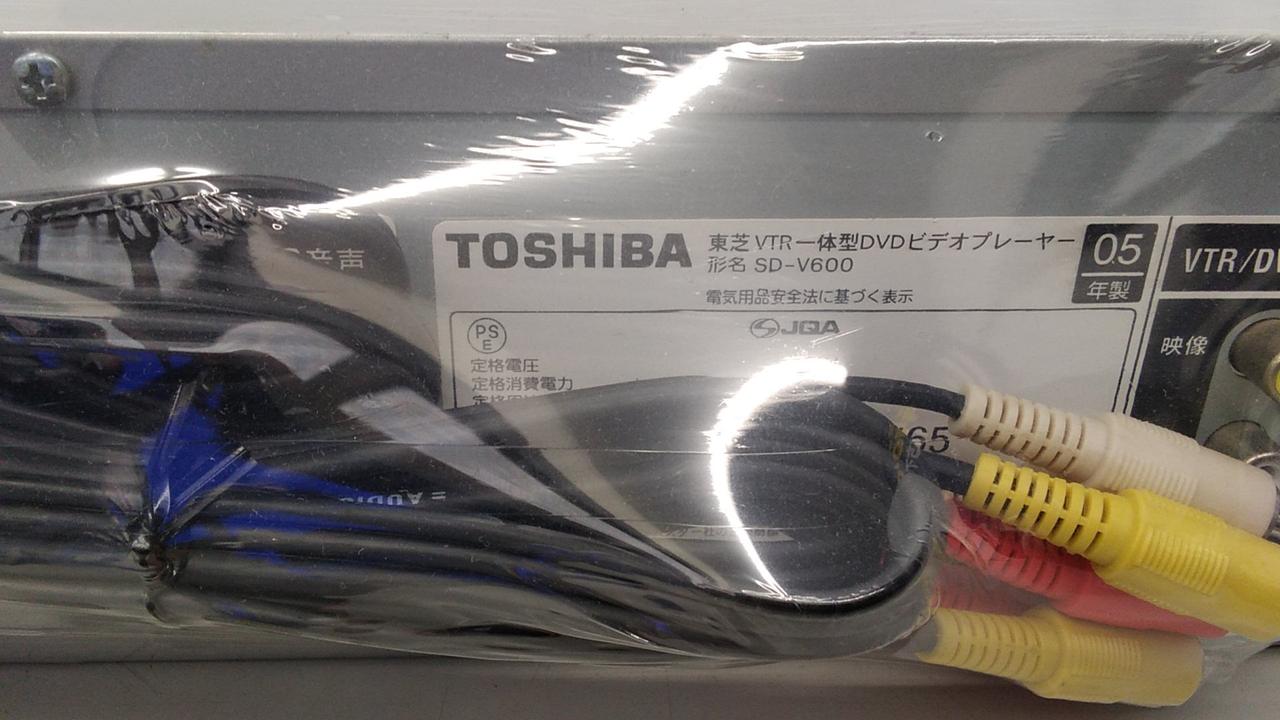 音声
TOSHIBA
東芝 VTR一体型DVDビデオプレーヤー
形名 SD-V600
05
年製
電気用品安全法に基づく表示
PS
E
JQA
定格電圧
定格消費電力
VTR/DV
映像
65
AUDIO